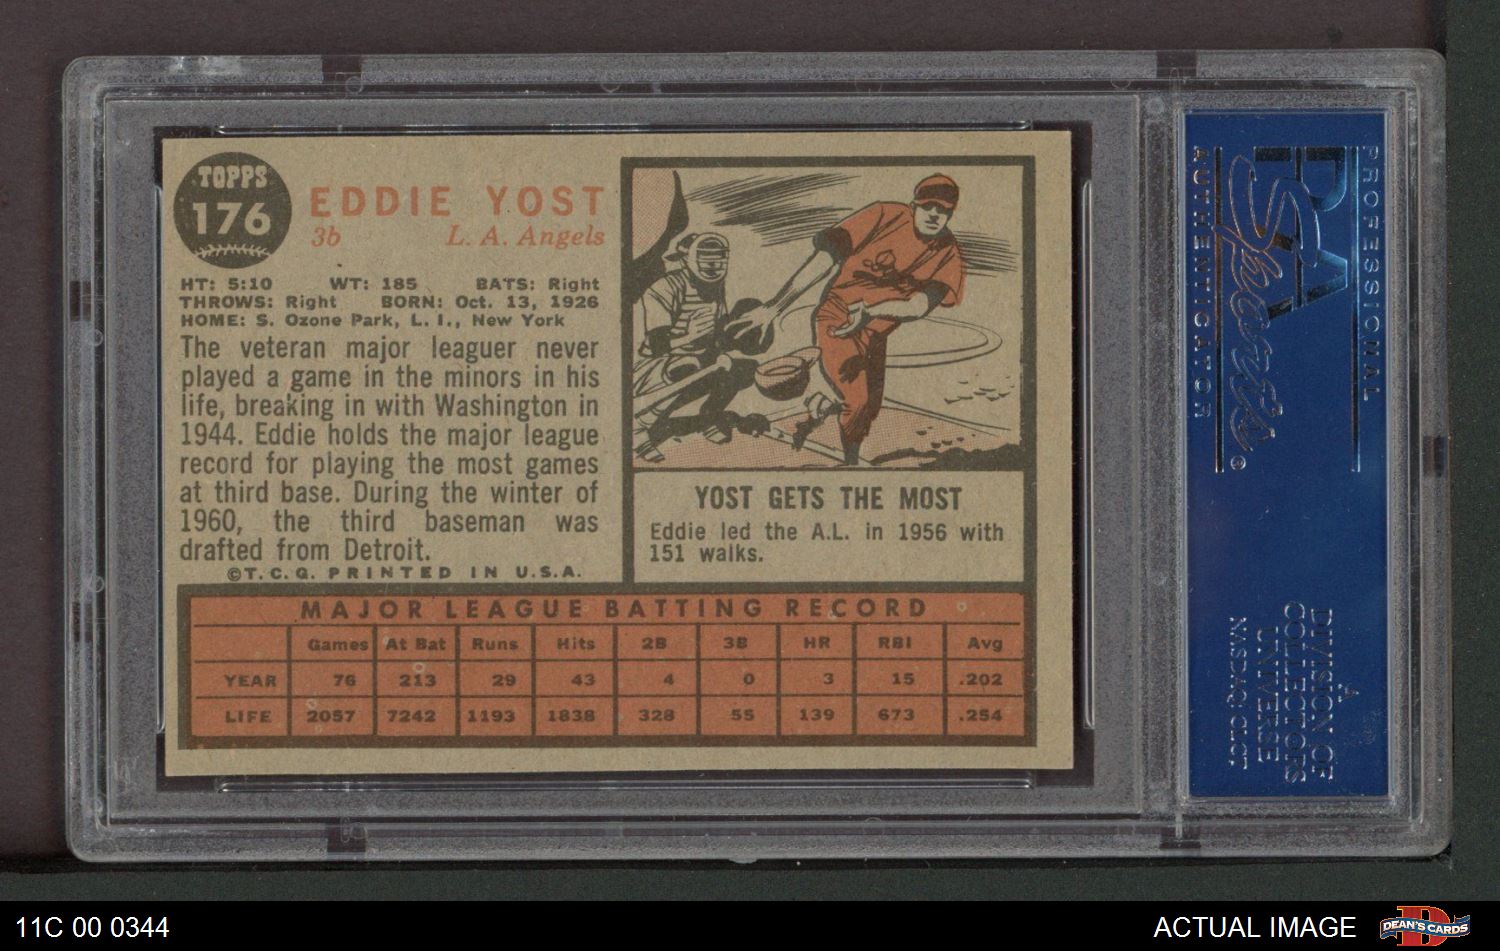 TOPPS
176
EDDIE YOST
3b L. A. Angels
HT: 5:10 WT: 185 BATS: Right
THROWS: Right BORN: Oct. 13, 1926
HOME: S. Ozone Park, L. I., New York
The veteran major leaguer never
played a game in the minors in his
life, breaking in with Washington in
1944. Eddie holds the major league
record for playing the most games
at third base. During the winter of
1960, the third baseman was
drafted from Detroit.
©T.C.G. PRINTED IN U.S.A.
YOST GETS THE MOST
Eddie led the A.L. in 1956 with
151 walks.
MAJOR LEAGUE BATTING RECORD
Games At Bat Runs Hits 2B 3B HR RBI Avg
YEAR 76 213 29 43 4 0 3 15 .202
LIFE 2057 7242 1193 1838 328 55 139 673 .254
PROFESSIONAL
PSA
Sports
AUTHENTICATOR
A
DIVISION OF
COLLECTORS
UNIVERSE
NASDAQ: CLCT
11C 00 0344
ACTUAL IMAGE
D
DEAN'S CARDS